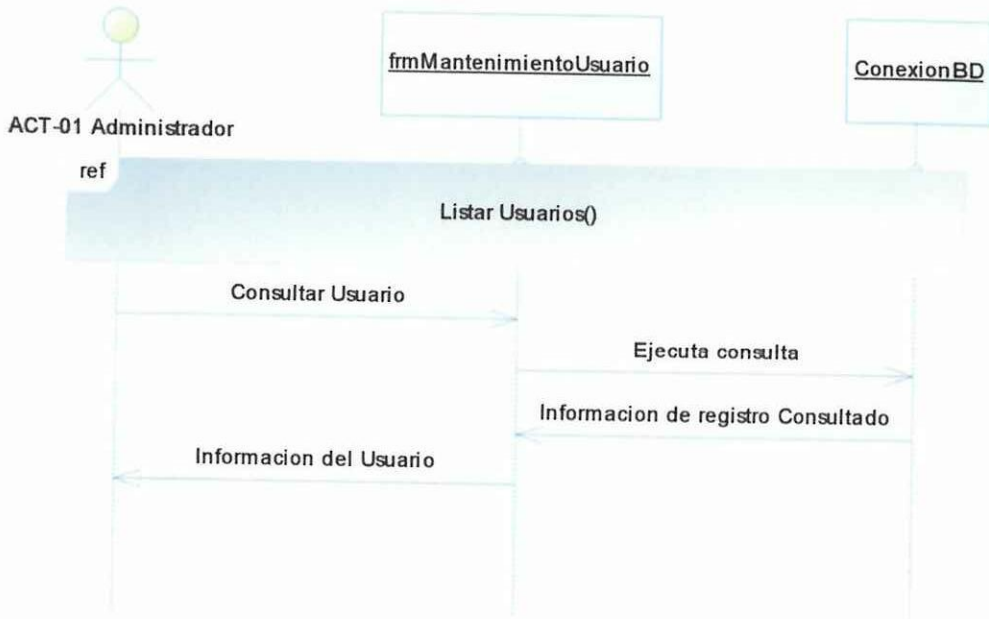 frmMantenimientoUsuario
ConexionBD
ACT-01 Administrador
ref
Listar Usuarios()
Consultar Usuario
Ejecuta consulta
Informacion de registro Consultado
Informacion del Usuario